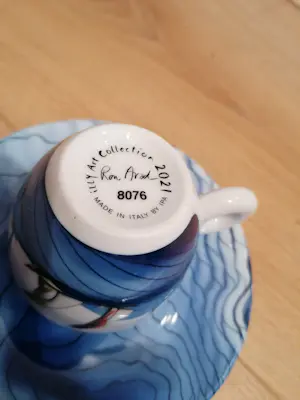 ILLY Art Collection 2021
Ron Arad
8076
MADE IN ITALY BY IPA